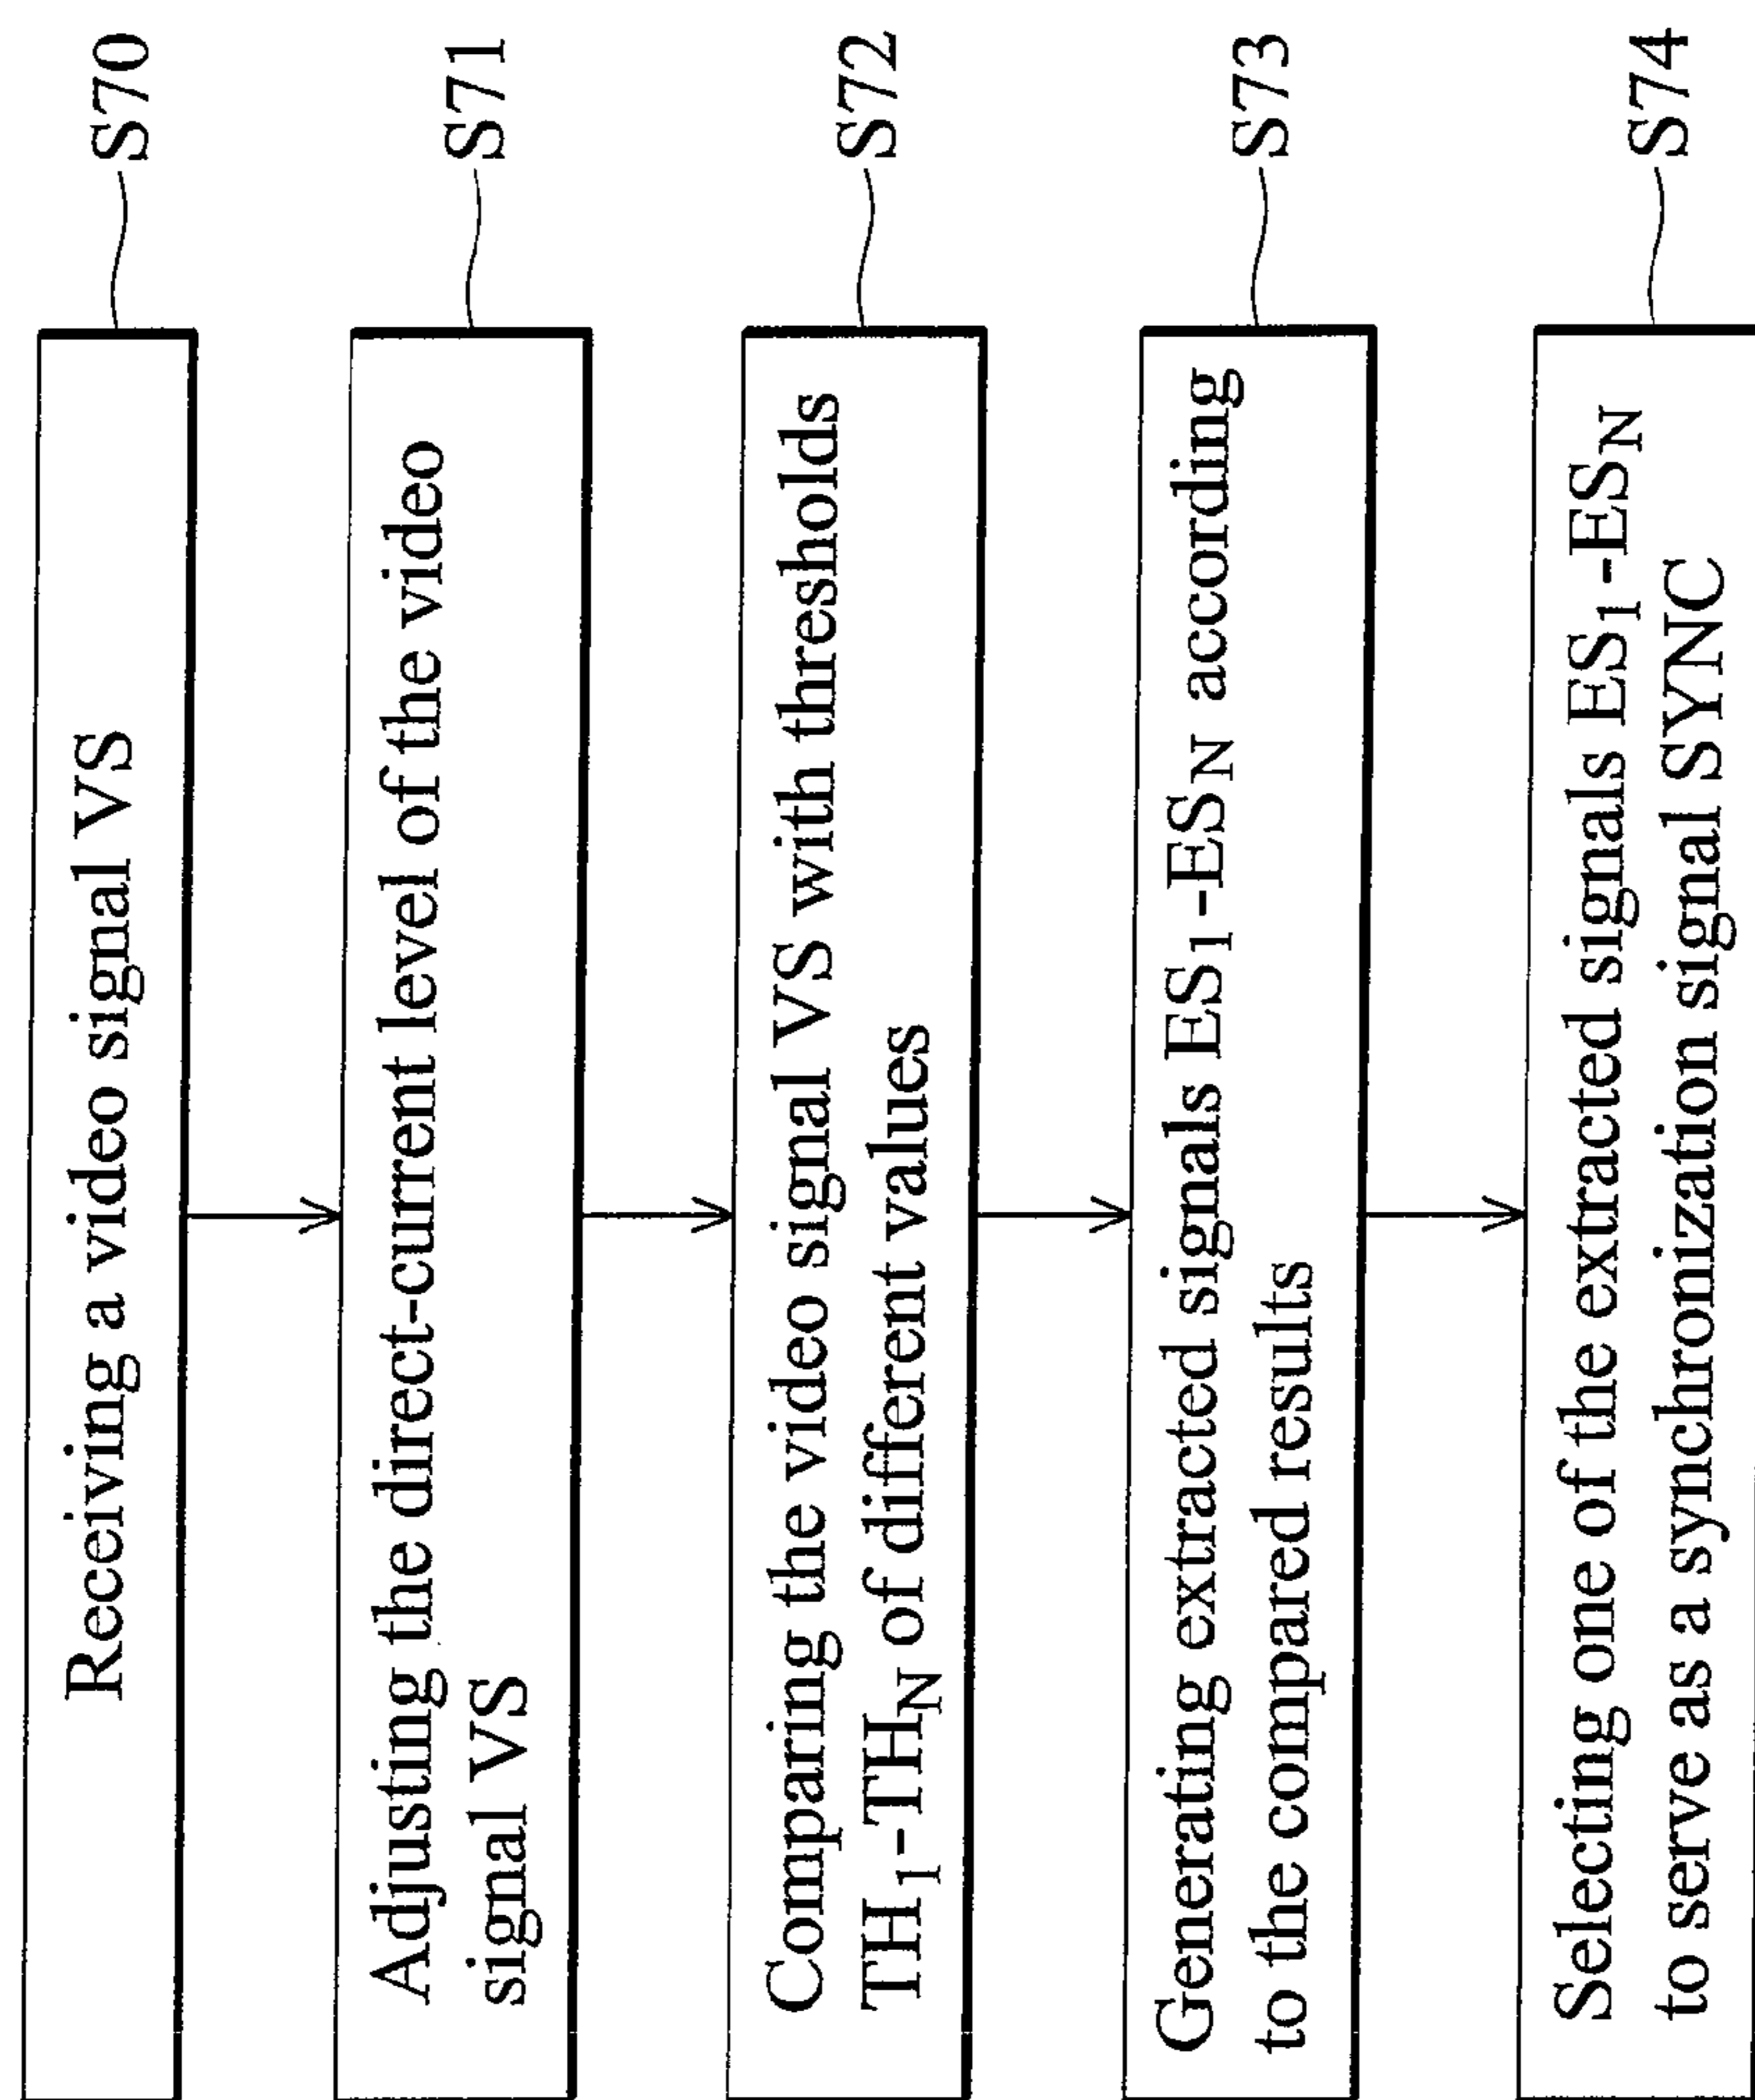 Receiving a video signal VS
S70
Adjusting the direct-current level of the video
signal VS
S71
Comparing the video signal VS with thresholds
TH₁-THN of different values
S72
Generating extracted signals ES₁-ESN according
to the compared results
S73
Selecting one of the extracted signals ES₁-ESN
to serve as a synchronization signal SYNC
S74